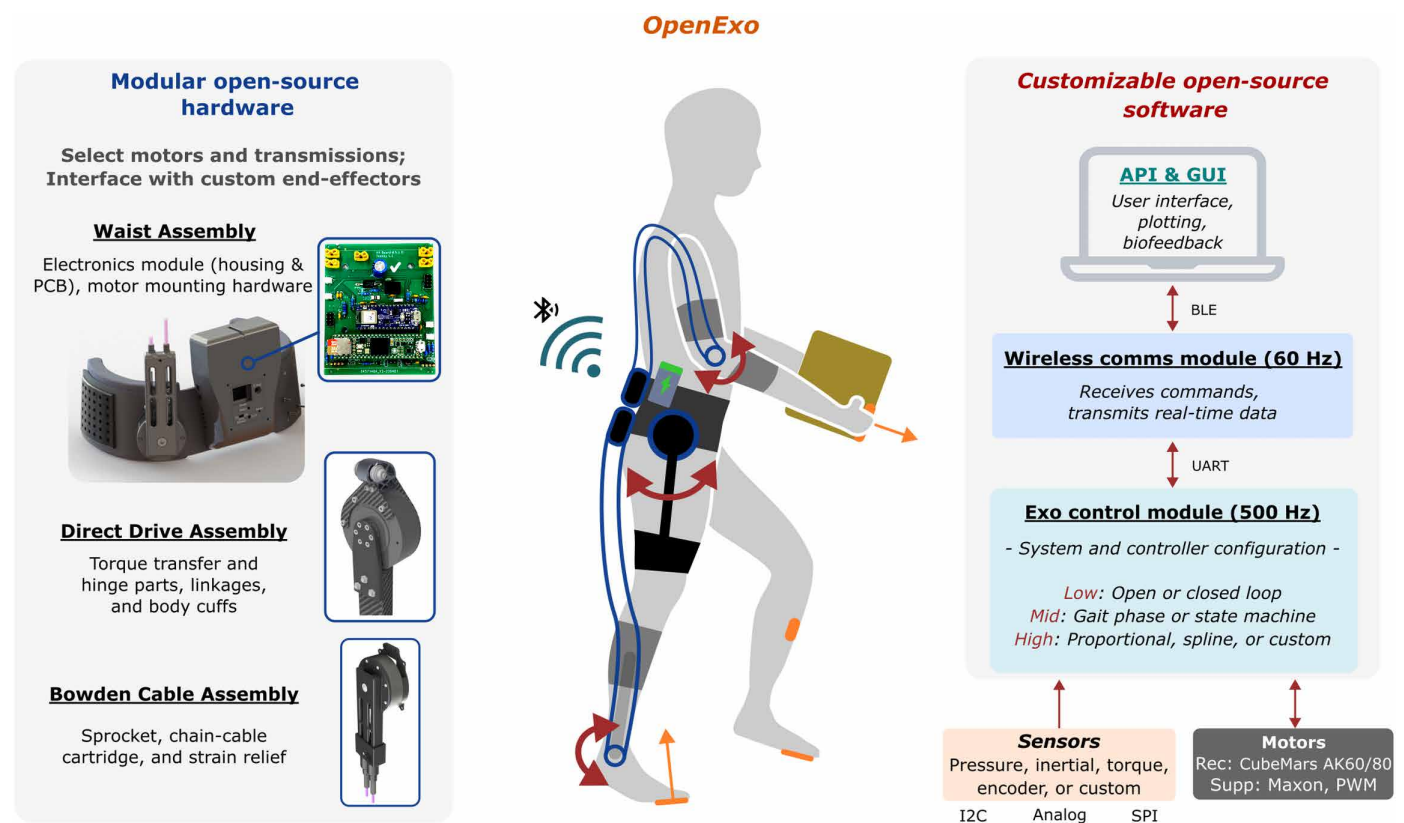 OpenExo
Modular open-source
hardware
Select motors and transmissions;
Interface with custom end-effectors
Waist Assembly
Electronics module (housing &
PCB), motor mounting hardware
Direct Drive Assembly
Torque transfer and
hinge parts, linkages,
and body cuffs
Bowden Cable Assembly
Sprocket, chain-cable
cartridge, and strain relief
Customizable open-source
software
API & GUI
User interface,
plotting,
biofeedback
BLE
Wireless comms module (60 Hz)
Receives commands,
transmits real-time data
UART
Exo control module (500 Hz)
- System and controller configuration -
Low: Open or closed loop
Mid: Gait phase or state machine
High: Proportional, spline, or custom
Sensors
Pressure, inertial, torque,
encoder, or custom
I2C Analog SPI
Motors
Rec: CubeMars AK60/80
Supp: Maxon, PWM